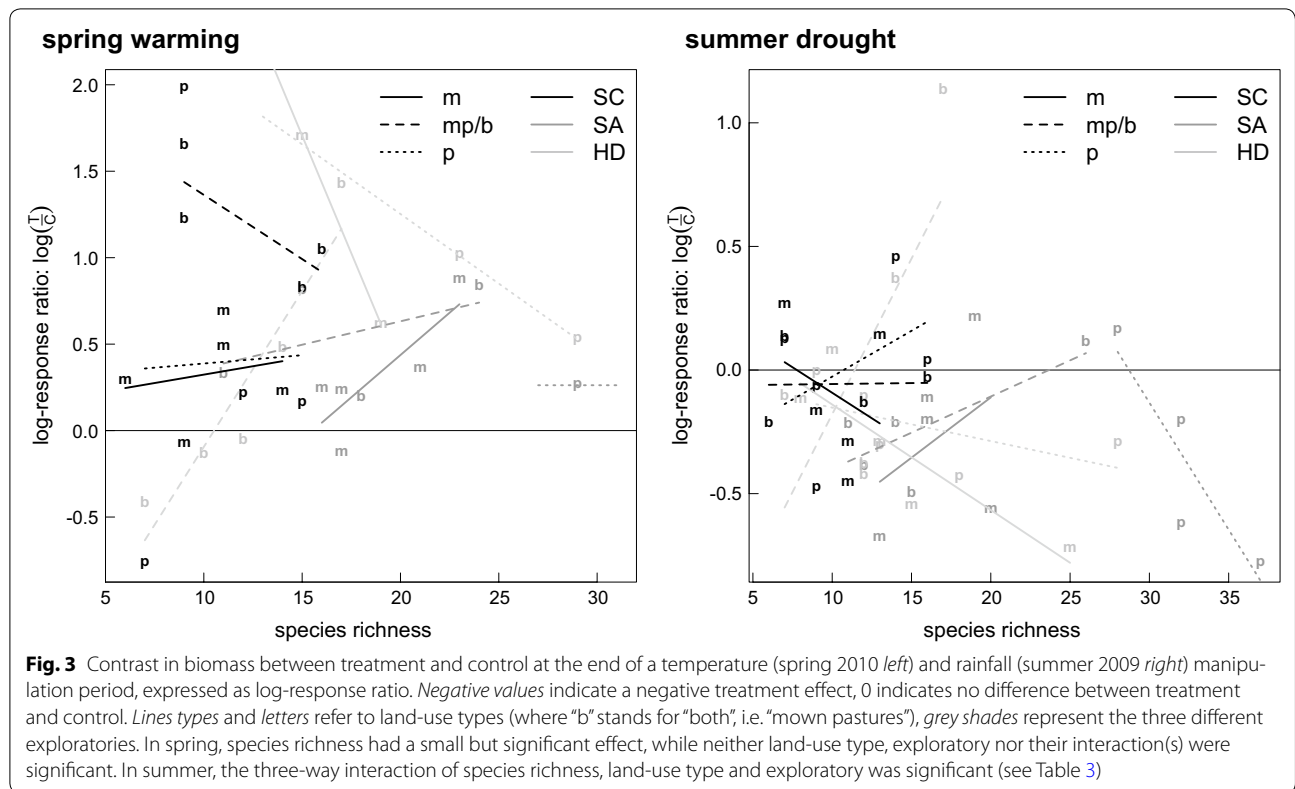 spring warming
2.0
1.5
1.0
0.5
0.0
-0.5
log-response ratio: log(T/C)
5 10 15 20 25 30
species richness
m SC
mp/b SA
p HD
p
b
b
b
b
m
m
m
m
p
m
p
p
m
b
m
b
p
m
b
b
b
m
m
m
b
p
p
m
b
b
b
summer drought
1.0
0.5
0.0
-0.5
log-response ratio: log(T/C)
5 10 15 20 25 30 35
species richness
m SC
mp/b SA
p HD
b
p
b
m
m
m
p
b
b
p
b
p
b
b
m
b
m
m
p
b
p
b
m
m
b
m
b
m
m
p
m
b
m
p
p
p
p
m
Fig. 3 Contrast in biomass between treatment and control at the end of a temperature (spring 2010 left) and rainfall (summer 2009 right) manipu-
lation period, expressed as log-response ratio. Negative values indicate a negative treatment effect, 0 indicates no difference between treatment
and control. Lines types and letters refer to land-use types (where “b” stands for “both”, i.e. “mown pastures”), grey shades represent the three different
exploratories. In spring, species richness had a small but significant effect, while neither land-use type, exploratory nor their interaction(s) were
significant. In summer, the three-way interaction of species richness, land-use type and exploratory was significant (see Table 3)